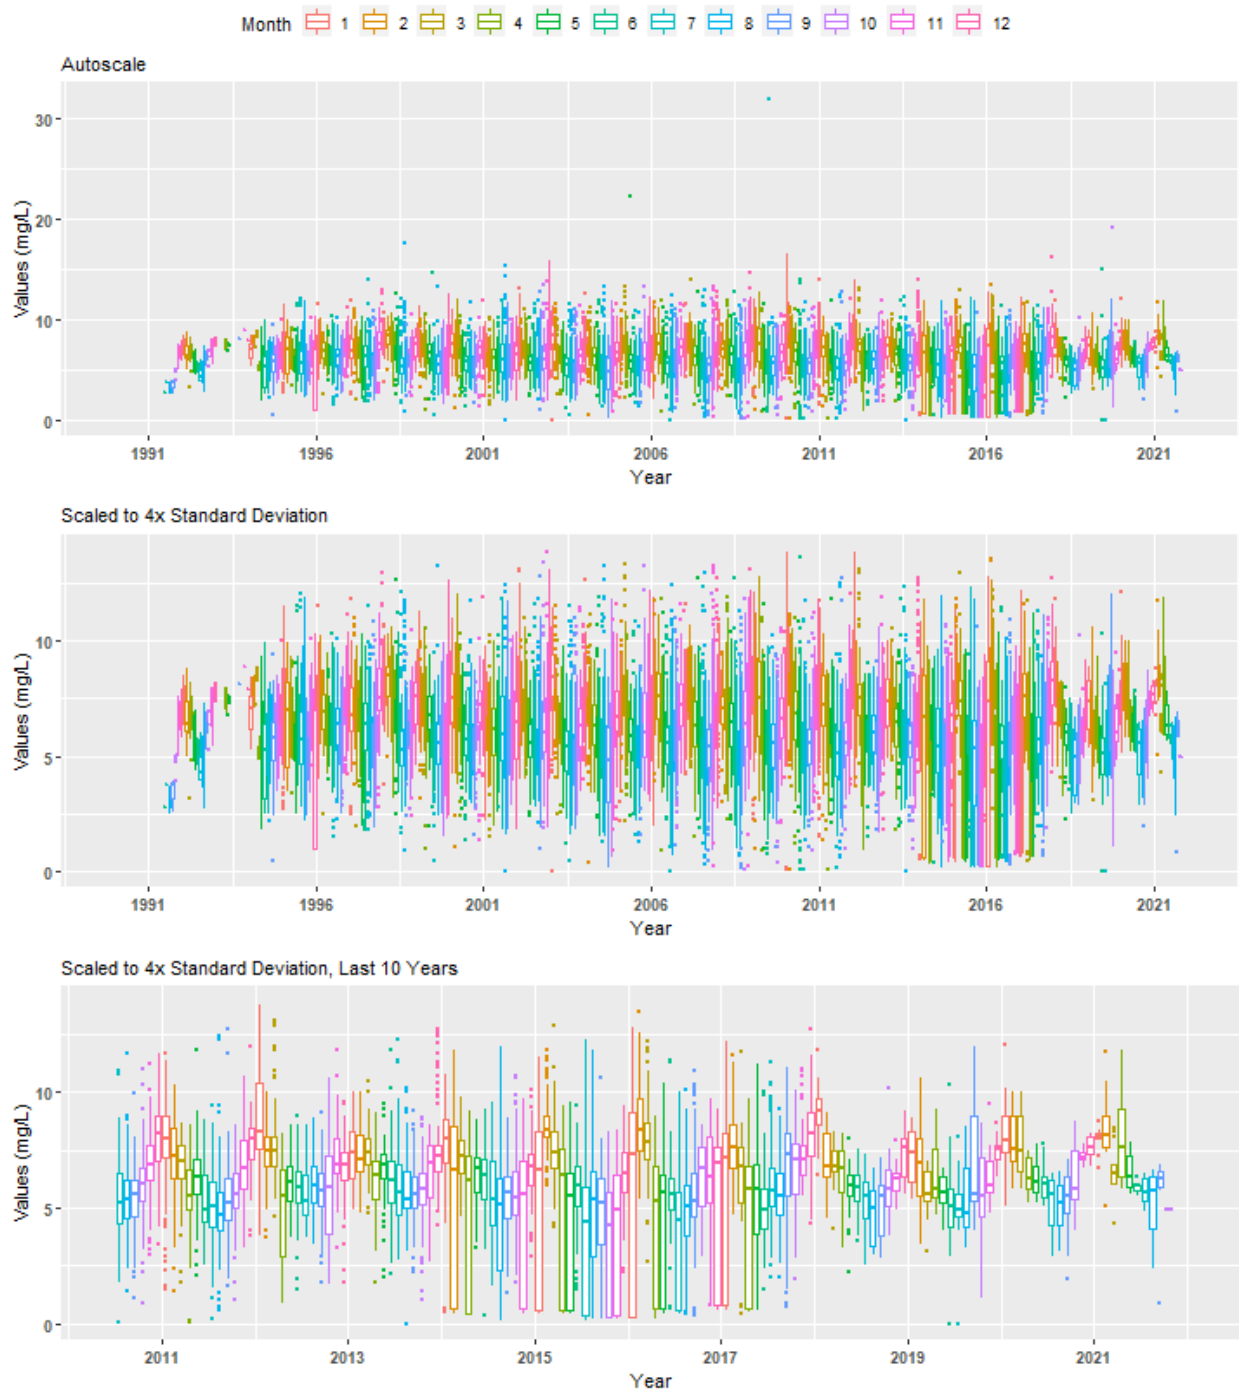 Month 1 2 3 4 5 6 7 8 9 10 11 12
Autoscale
Values (mg/L)
30
20
10
0
1991 1996 2001 2006 2011 2016 2021
Year
Scaled to 4x Standard Deviation
Values (mg/L)
10
5
0
1991 1996 2001 2006 2011 2016 2021
Year
Scaled to 4x Standard Deviation, Last 10 Years
Values (mg/L)
10
5
0
2011 2013 2015 2017 2019 2021
Year